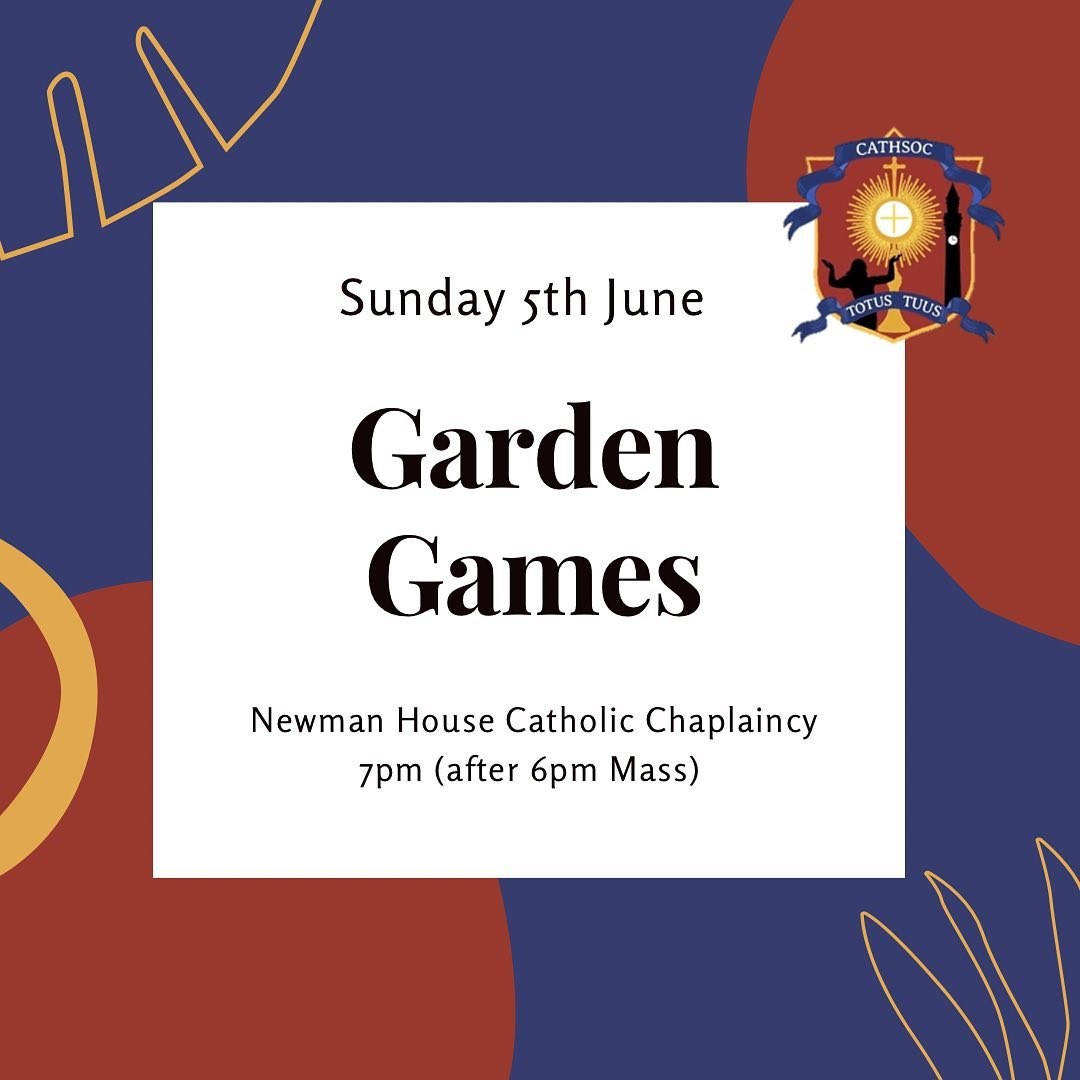 CATHSOC
TOTUS TUUS
Sunday 5th June
Garden
Games
Newman House Catholic Chaplaincy
7pm (after 6pm Mass)